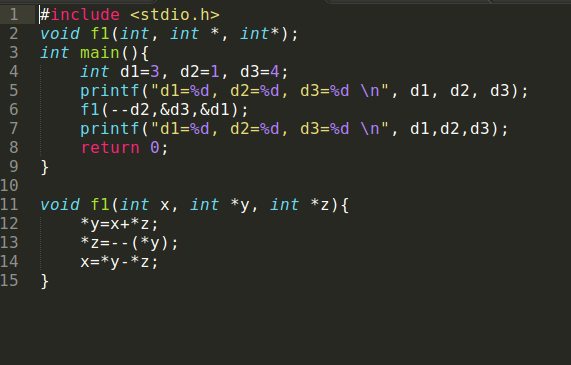 1 #include <stdio.h>
2 void f1(int, int *, int*);
3 int main(){
4     int d1=3, d2=1, d3=4;
5     printf("d1=%d, d2=%d, d3=%d \n", d1, d2, d3);
6     f1(--d2,&d3,&d1);
7     printf("d1=%d, d2=%d, d3=%d \n", d1,d2,d3);
8     return 0;
9 }
10
11 void f1(int x, int *y, int *z){
12     *y=x+*z;
13     *z=--(*y);
14     x=*y-*z;
15 }